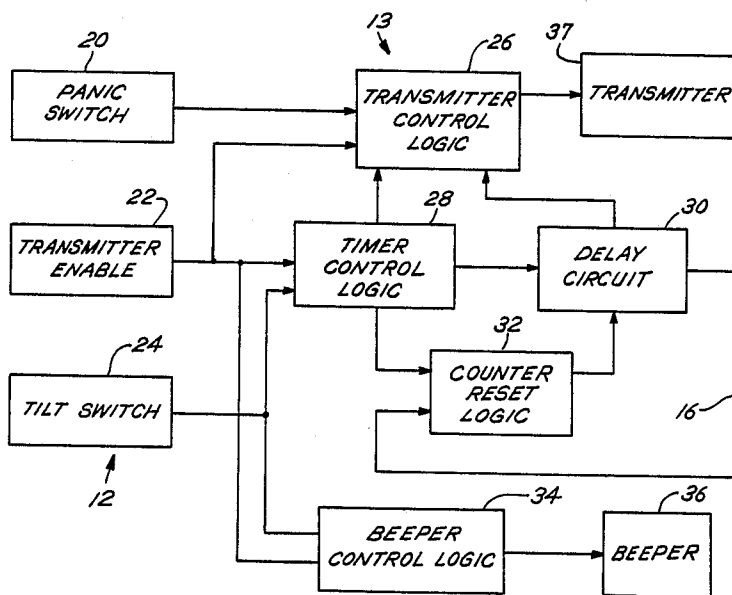 20
PANIC
SWITCH
13
26
TRANSMITTER
CONTROL
LOGIC
37
TRANSMITTER
22
TRANSMITTER
ENABLE
28
TIMER
CONTROL
LOGIC
30
DELAY
CIRCUIT
24
TILT SWITCH
12
32
COUNTER
RESET
LOGIC
16
34
BEEPER
CONTROL LOGIC
36
BEEPER